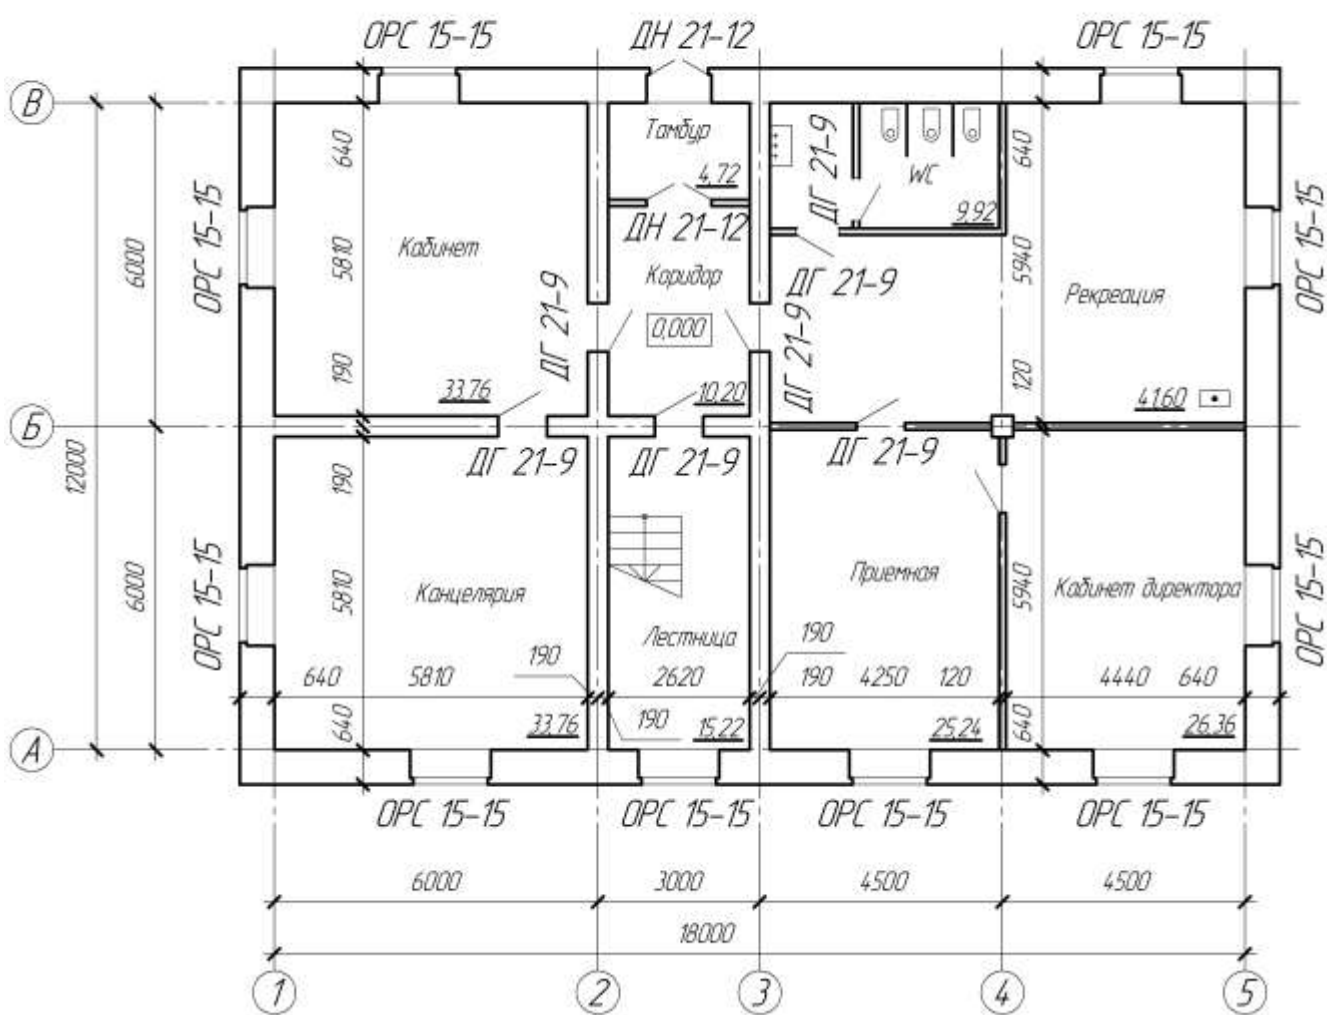 ОРС 15-15
ДН 21-12
ОРС 15-15
В
640
Тамбур
4,72
ДГ 21-9
WC
9.92
640
ОРС 15-15
6000
5810
Кабинет
ДН 21-12
Коридор
ДГ 21-9
5940
Рекреация
ОРС 15-15
ДГ 21-9
0,000
ДГ 21-9
190
33.76
10.20
120
41.60
Б
12000
ДГ 21-9
ДГ 21-9
ДГ 21-9
190
6000
5810
Канцелярия
Приемная
5940
Кабинет директора
ОРС 15-15
ОРС 15-15
Лестница
190
190
640
5810
2620
190
4250
120
4440
640
640
33,76
190
15,22
25,24
640
26.36
А
ОРС 15-15
ОРС 15-15
ОРС 15-15
ОРС 15-15
6000
3000
4500
4500
18000
1
2
3
4
5